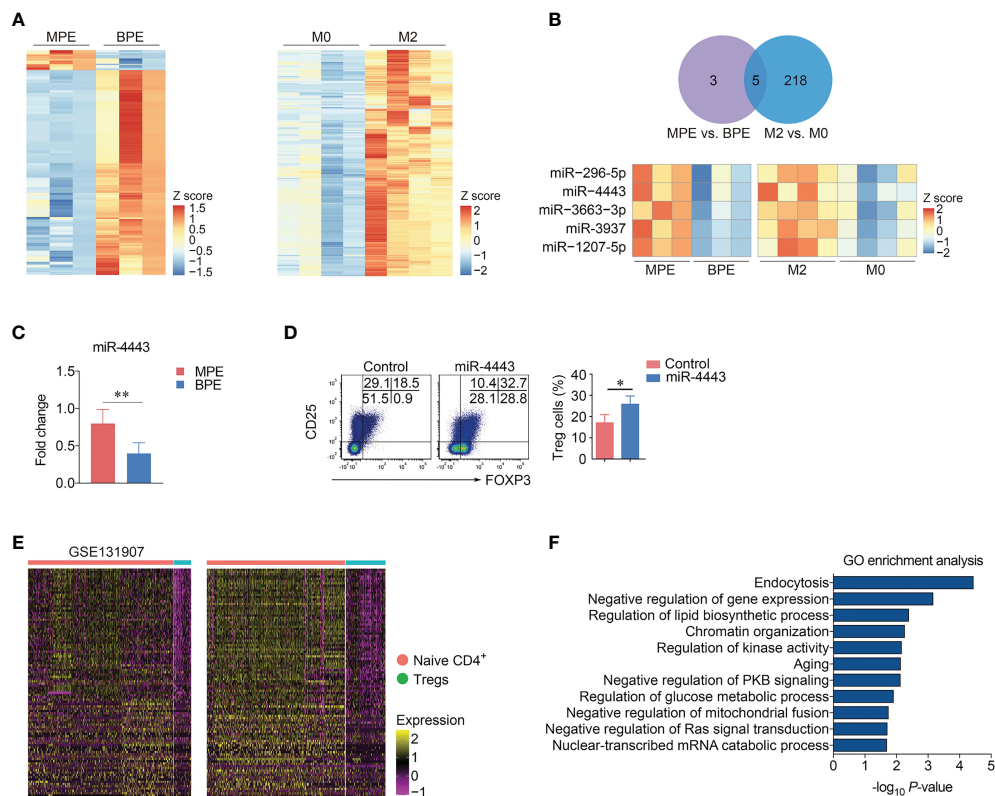 A
MPE BPE
M0 M2
Z score
1.5
0.5
−0.5
−1.5
Z score
2
1
0
−1
−2
B
3 5 218
MPE vs. BPE M2 vs. M0
miR−296-5p
miR−4443
miR−3663−3p
miR−3937
miR−1207-5p
MPE BPE M2 M0
Z score
2
1
0
−1
−2
C
miR-4443
Fold change
1.5
1.0
0.5
0.0
**
MPE
BPE
D
Control miR-4443
29.1 18.5
51.5 0.9
10.4 32.7
28.1 28.8
CD25
FOXP3
Control
miR-4443
Treg cells (%)
40
30
20
10
0
*
E
GSE131907
Naive CD4+
Tregs
Expression
2
1
0
−1
F
GO enrichment analysis
Endocytosis
Negative regulation of gene expression
Regulation of lipid biosynthetic process
Chromatin organization
Regulation of kinase activity
Aging
Negative regulation of PKB signaling
Regulation of glucose metabolic process
Negative regulation of mitochondrial fusion
Negative regulation of Ras signal transduction
Nuclear-transcribed mRNA catabolic process
0 1 2 3 4 5
-log10 P-value